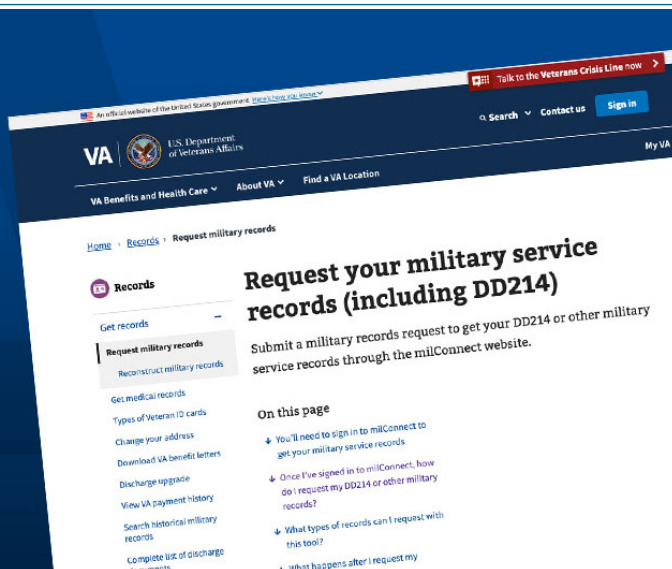 An official website of the United States government Here's how you know
Talk to the Veterans Crisis Line now
VA
U.S. Department
of Veterans Affairs
Search
Contact us
Sign in
VA Benefits and Health Care
About VA
Find a VA Location
My VA
Home › Records › Request military records
Records
Get records
Request military records
Reconstruct military records
Get medical records
Types of Veteran ID cards
Change your address
Download VA benefit letters
Discharge upgrade
View VA payment history
Search historical military
records
Complete list of discharge
Request your military service
records (including DD214)
Submit a military records request to get your DD214 or other military
service records through the milConnect website.
On this page
You'll need to sign in to milConnect to
get your military service records
Once I've signed in to milConnect, how
do I request my DD214 or other military
records?
What types of records can I request with
this tool?
What happens after I request my